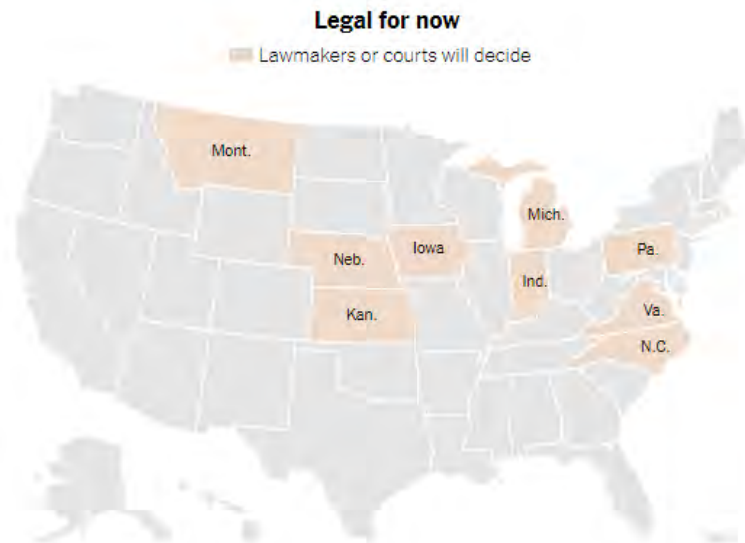 Legal for now
Lawmakers or courts will decide
Mont.
Mich.
Iowa
Pa.
Neb.
Ind.
Va.
Kan.
N.C.